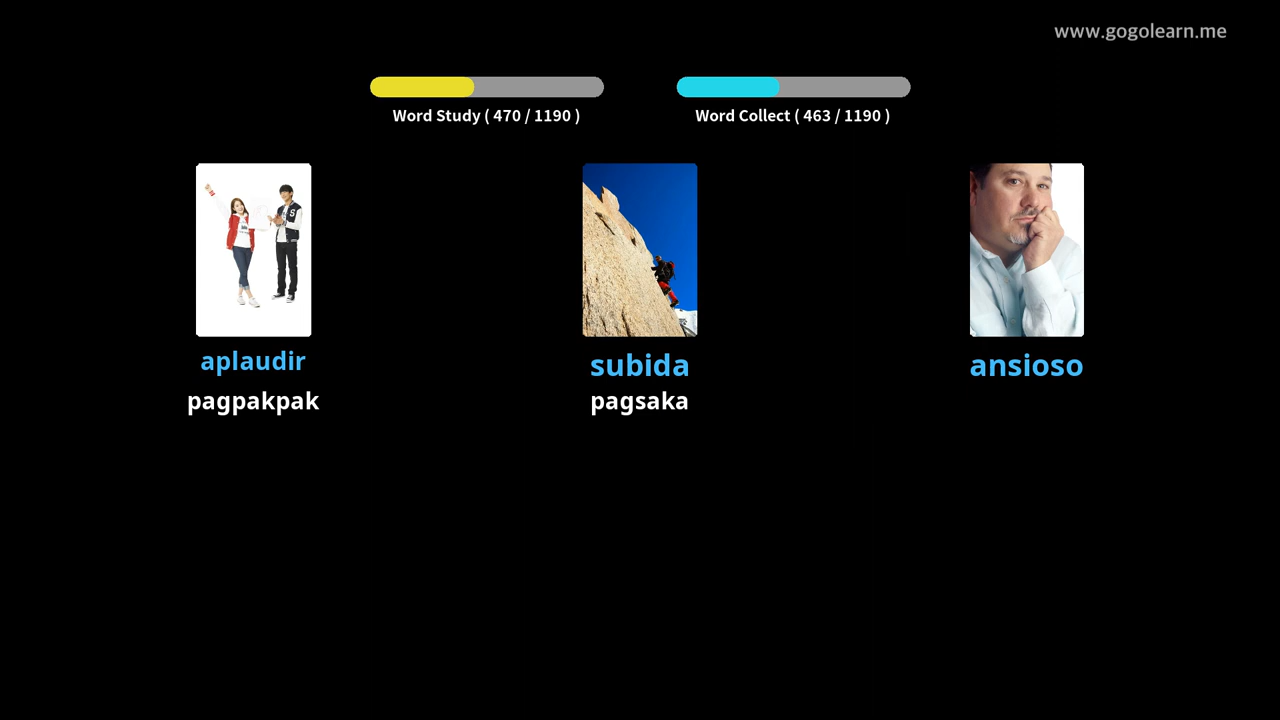 www.gogolearn.me
Word Study ( 470 / 1190 )
Word Collect ( 463 / 1190 )
aplaudir
subida
ansioso
pagpakpak
pagsaka